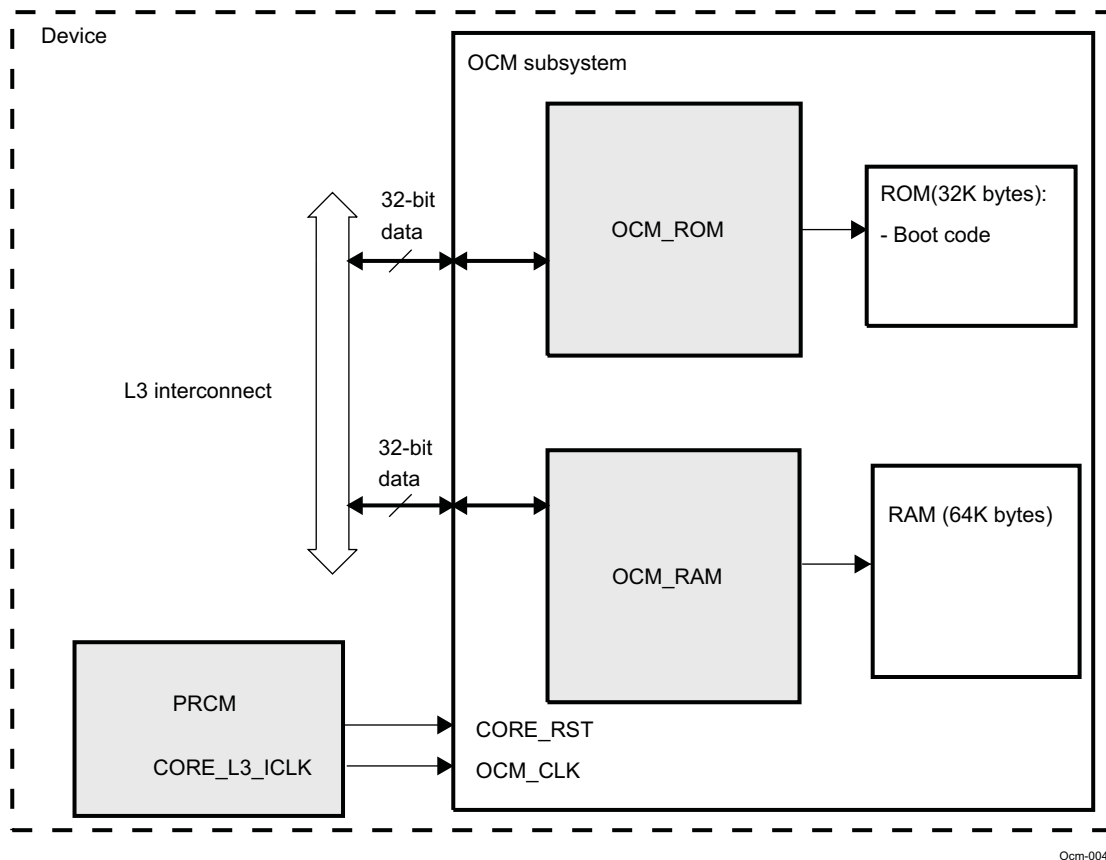 Device
OCM subsystem
32-bit
data
OCM_ROM
ROM(32K bytes):
- Boot code
L3 interconnect
32-bit
data
OCM_RAM
RAM (64K bytes)
PRCM
CORE_L3_ICLK
CORE_RST
OCM_CLK
Ocm-004